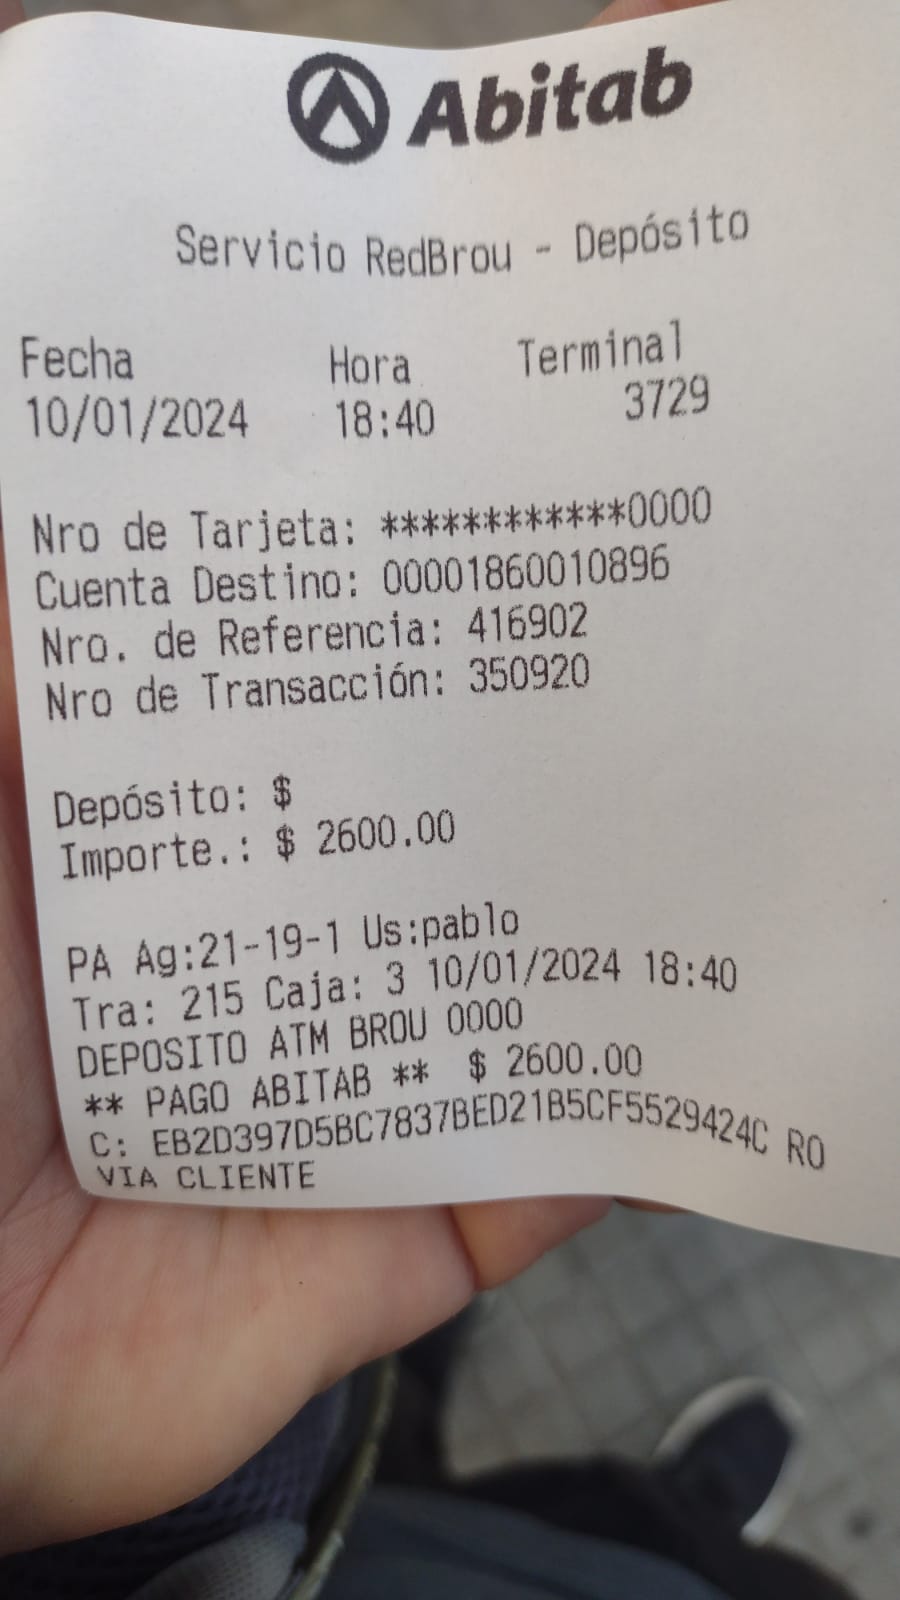 Abitab
Servicio RedBrou - Depósito
Fecha Hora Terminal
10/01/2024 18:40 3729
Nro de Tarjeta: ************0000
Cuenta Destino: 00001860010896
Nro. de Referencia: 416902
Nro de Transacción: 350920
Depósito: $
Importe.: $ 2600.00
PA Ag:21-19-1 Us:pablo
Tra: 215 Caja: 3 10/01/2024 18:40
DEPOSITO ATM BROU 0000
** PAGO ABITAB ** $ 2600.00
C: EB2D397D5BC7837BED21B5CF5529424C RO
VIA CLIENTE